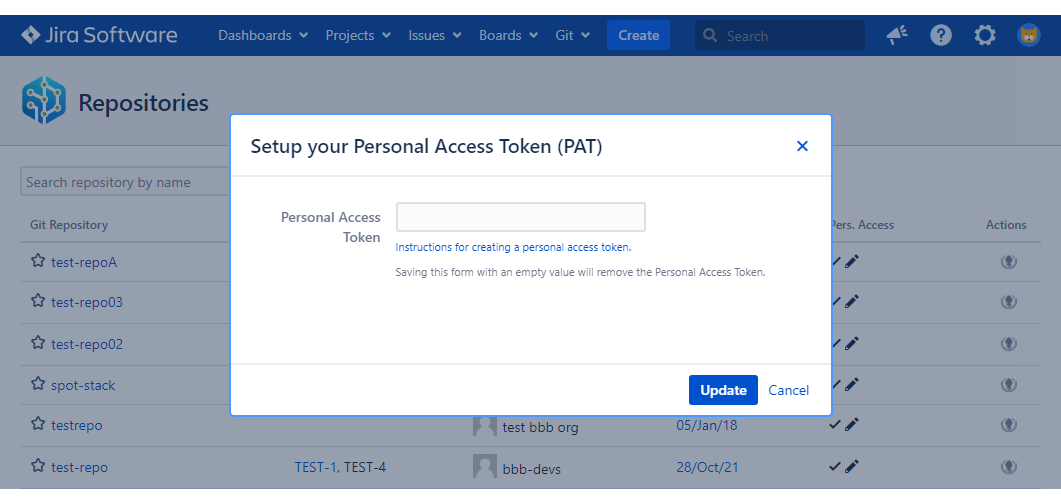 Jira Software Dashboards Projects Issues Boards Git Create Search
Repositories
Setup your Personal Access Token (PAT)
Search repository by name
Personal Access
Token
Instructions for creating a personal access token.
Saving this form with an empty value will remove the Personal Access Token.
Update Cancel
Git Repository Pers. Access Actions
test-repoA
test-repo03
test-repo02
spot-stack
testrepo test bbb org 05/Jan/18
test-repo TEST-1, TEST-4 bbb-devs 28/Oct/21